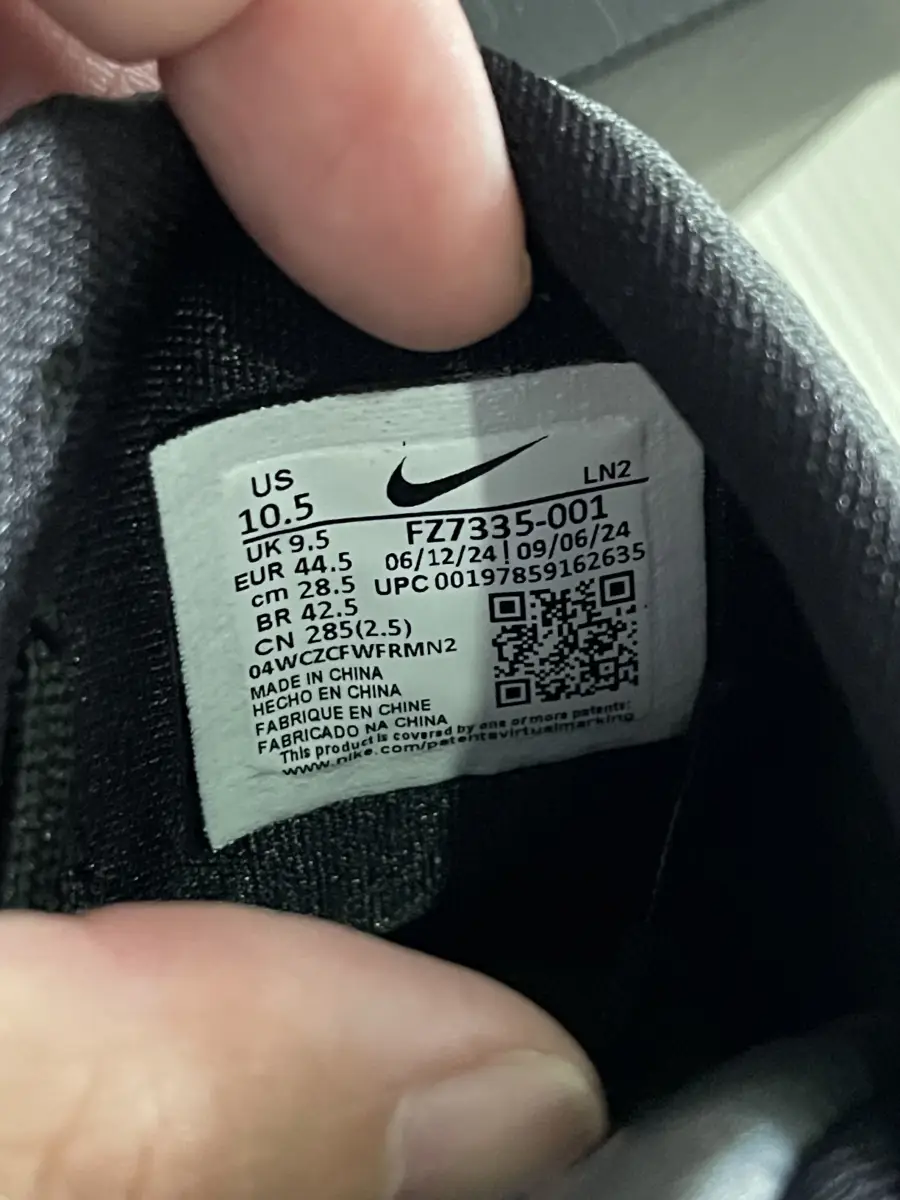 US
10.5
LN2
UK 9.5
FZ7335-001
EUR 44.5
06/12/24 | 09/06/24
cm 28.5
UPC 00197859162635
BR 42.5
CN 285(2.5)
04WCZCFWFRMN2
MADE IN CHINA
HECHO EN CHINA
FABRIQUE EN CHINE
FABRICADO NA CHINA
This product is covered by one or more patents:
www.nike.com/patentsvirtualmarking